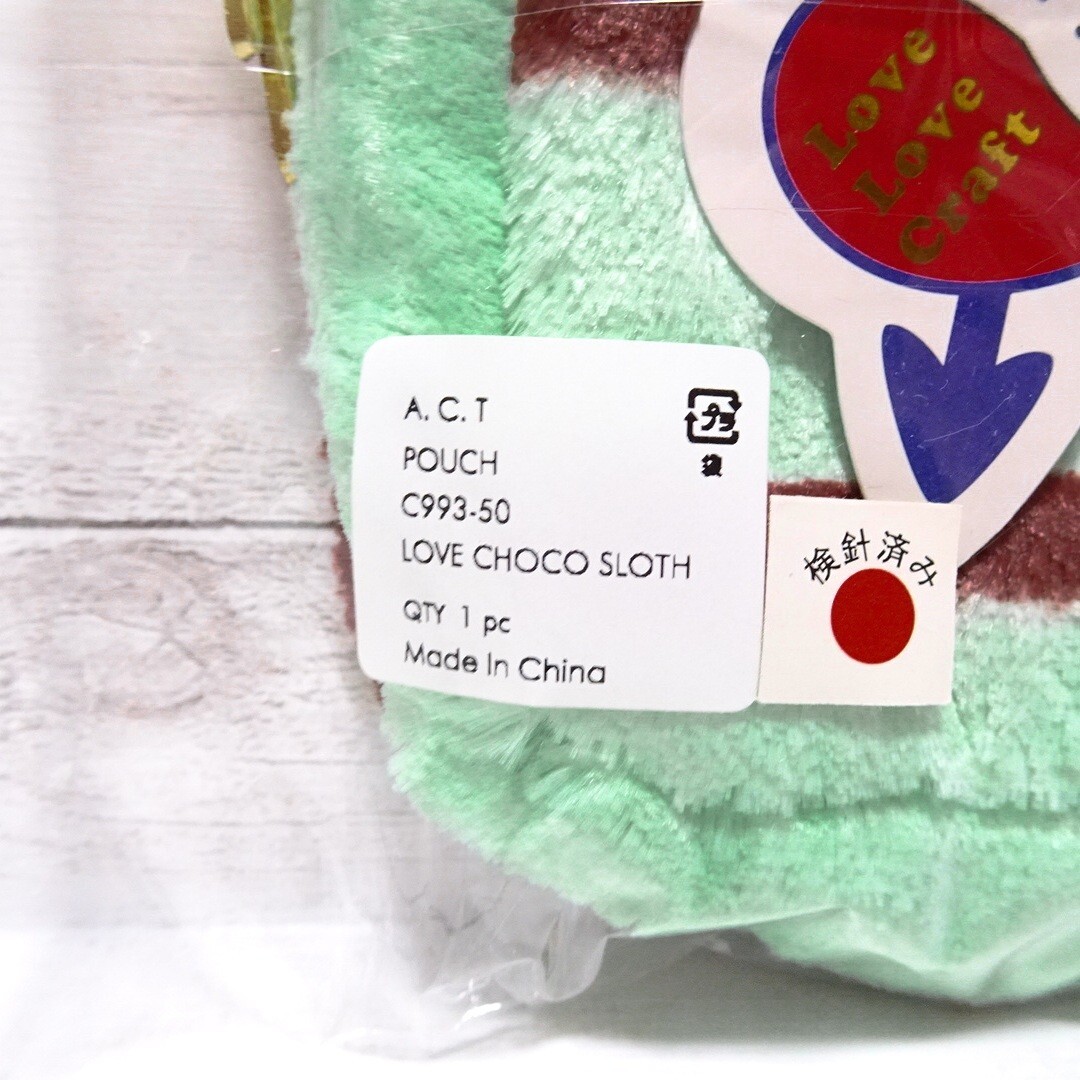 Love
Love
Craft
A. C. T
プラ
袋
POUCH
C993-50
LOVE CHOCO SLOTH
QTY 1 pc
Made In China
検針済み